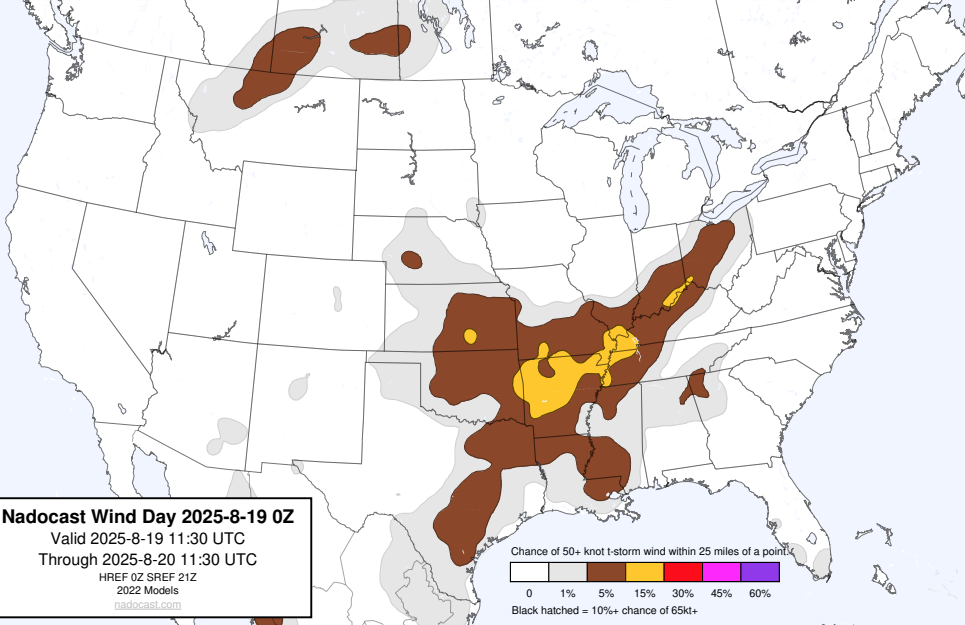 Nadocast Wind Day 2025-8-19 0Z
Valid 2025-8-19 11:30 UTC
Through 2025-8-20 11:30 UTC
HREF 0Z SREF 21Z
2022 Models
nadocast.com
Chance of 50+ knot t-storm wind within 25 miles of a point.
0 1% 5% 15% 30% 45% 60%
Black hatched = 10%+ chance of 65kt+